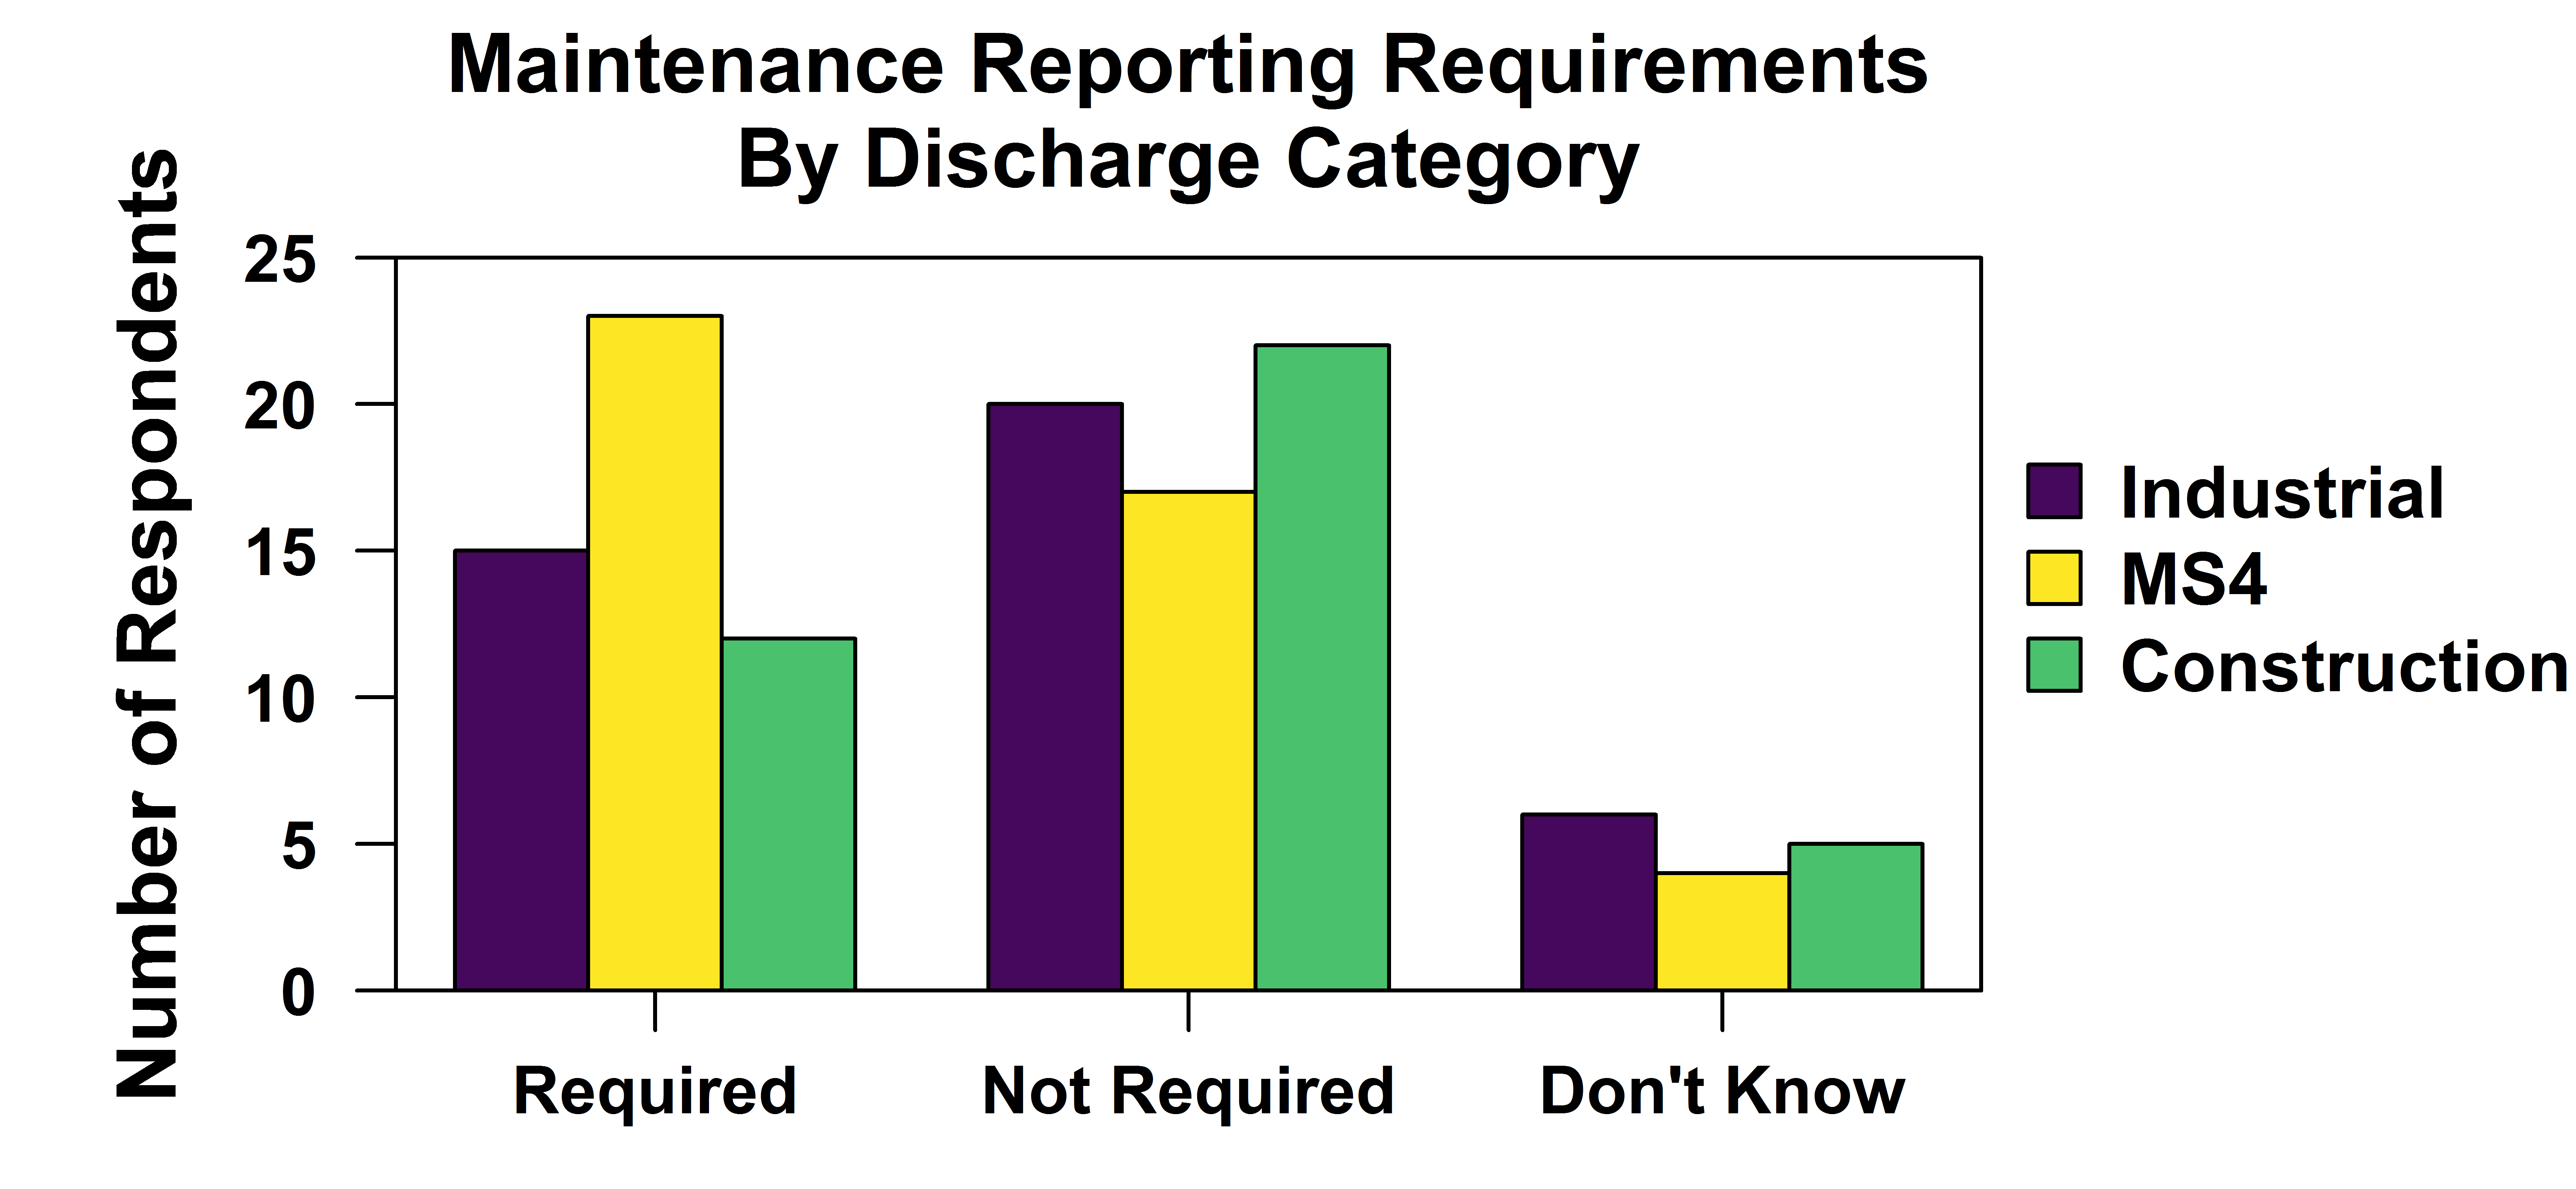 Maintenance Reporting Requirements
By Discharge Category
Number of Respondents
25
20
15
10
5
0
Required
Not Required
Don't Know
Industrial
MS4
Construction